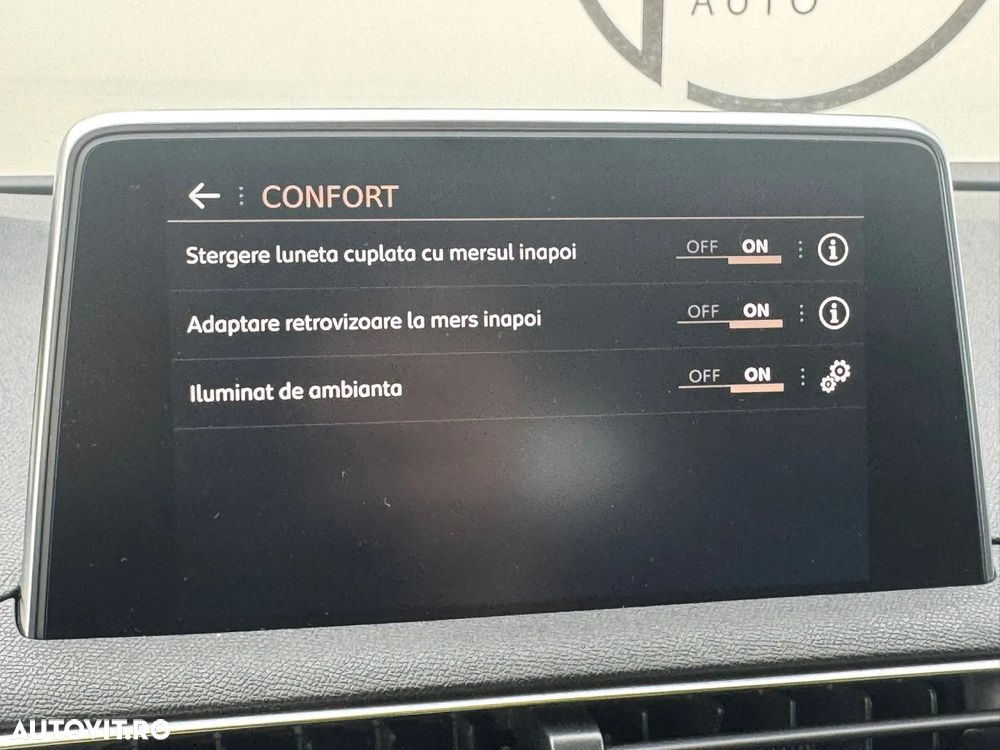 AUTO
CONFORT
Stergere luneta cuplata cu mersul inapoi OFF ON
Adaptare retrovizoare la mers inapoi OFF ON
Iluminat de ambianta OFF ON
AUTOVIT.RO